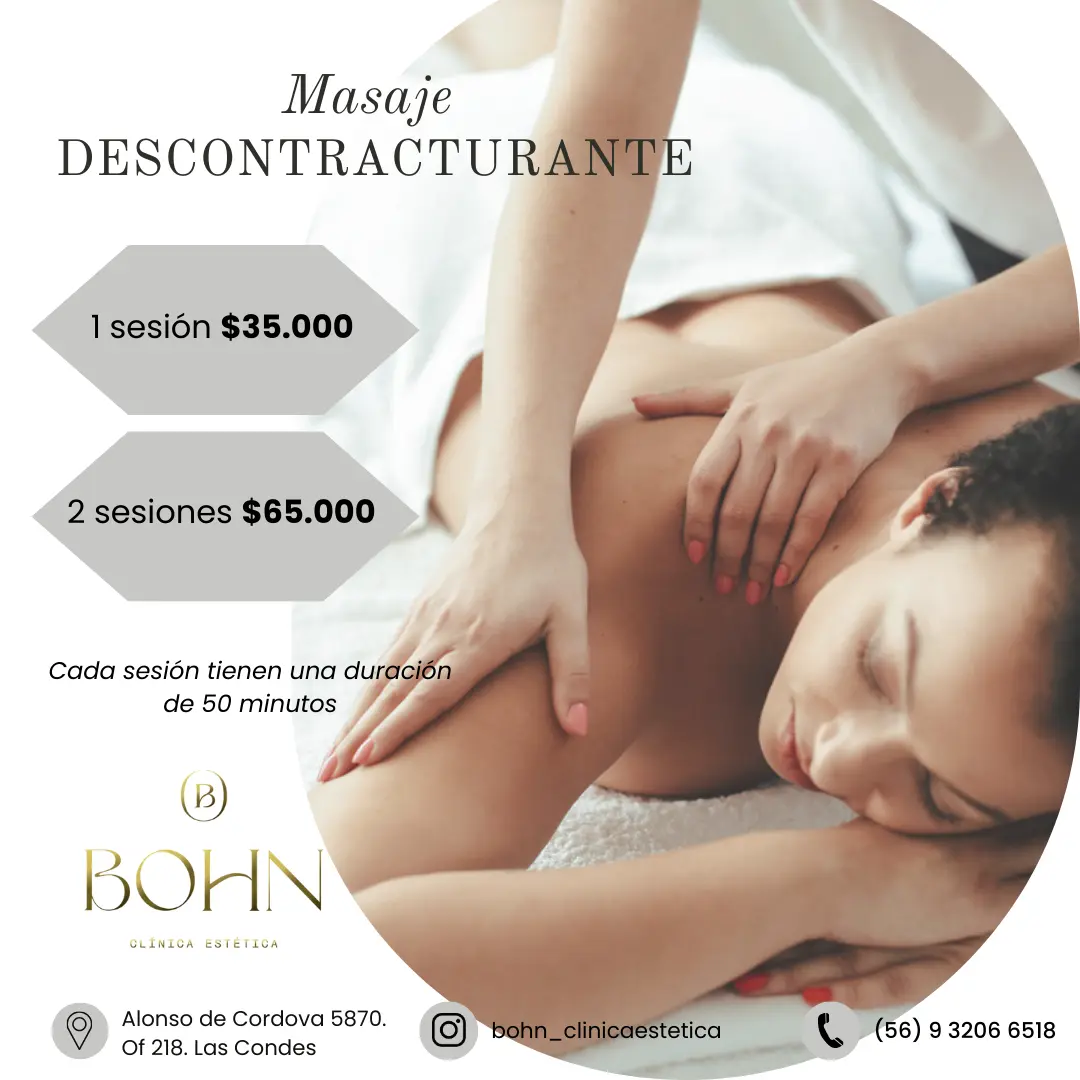 Masaje
DESCONTRACTURANTE
1 sesión $35.000
2 sesiones $65.000
Cada sesión tienen una duración
de 50 minutos
B
BOHN
CLÍNICA ESTÉTICA
Alonso de Cordova 5870.
Of 218. Las Condes
bohn_clinicaestetica
(56) 9 3206 6518